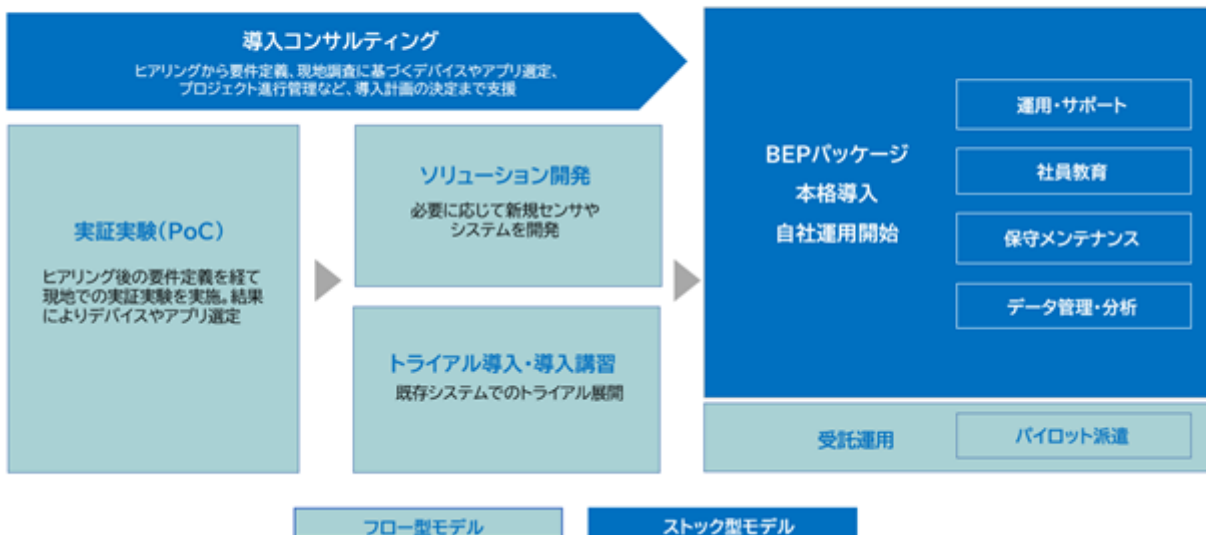 導入コンサルティング
ヒアリングから要件定義、現地調査に基づくデバイスやアプリ選定、
プロジェクト進行管理など、導入計画の決定まで支援
実証実験(PoC)
ヒアリング後の要件定義を経て
現地での実証実験を実施。結果
によりデバイスやアプリ選定
ソリューション開発
必要に応じて新規センサや
システムを開発
トライアル導入・導入講習
既存システムでのトライアル展開
BEPパッケージ
本格導入
自社運用開始
運用・サポート
社員教育
保守メンテナンス
データ管理・分析
受託運用
パイロット派遣
フロー型モデル
ストック型モデル